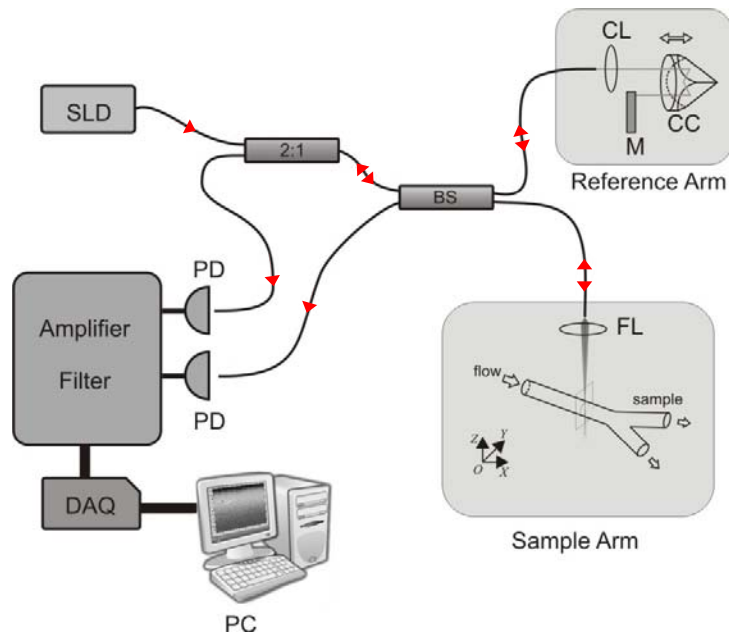 SLD
2:1
BS
CL
CC
M
Reference Arm
PD
Amplifier
Filter
PD
FL
flow
sample
Z
Y
O
X
Sample Arm
DAQ
PC